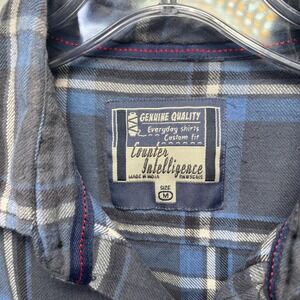 GENUINE QUALITY
Everyday shirts
Custom fit
Counter
Intelligence
MADE IN INDIA
SIZE
M